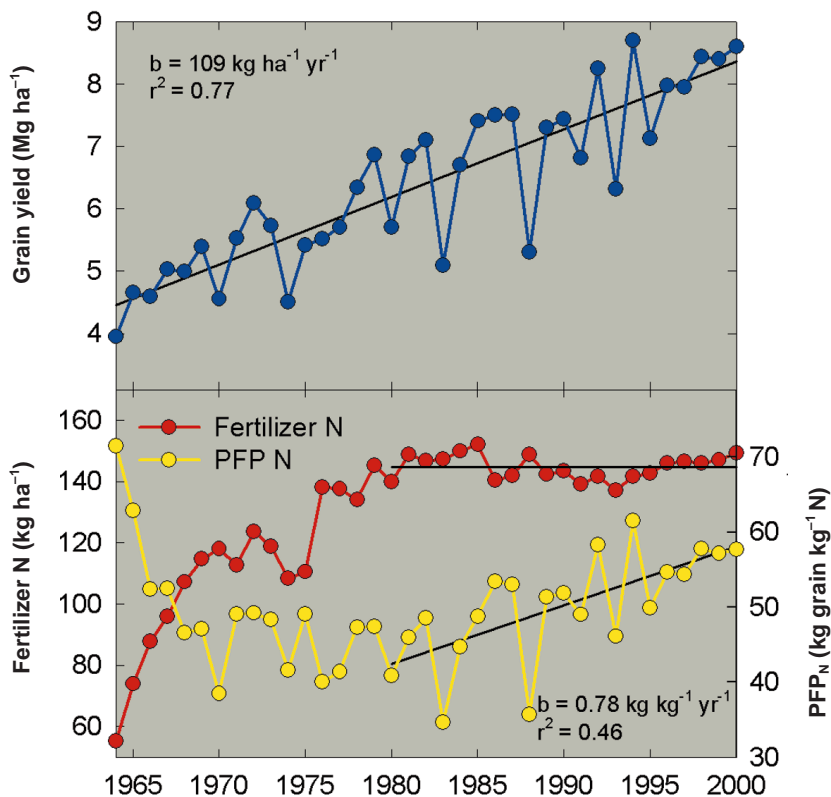 9
8
7
6
5
4
Grain yield (Mg ha⁻¹)
b = 109 kg ha⁻¹ yr⁻¹
r² = 0.77
160
140
120
100
80
60
Fertilizer N (kg ha⁻¹)
Fertilizer N
PFP N
70
60
50
40
30
PFP_N (kg grain kg⁻¹ N)
b = 0.78 kg kg⁻¹ yr⁻¹
r² = 0.46
1965 1970 1975 1980 1985 1990 1995 2000